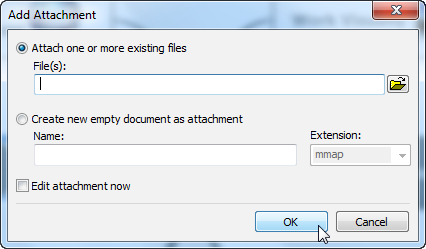 Add Attachment
Attach one or more existing files
File(s):
Create new empty document as attachment
Name:
Extension:
mmap
Edit attachment now
OK
Cancel